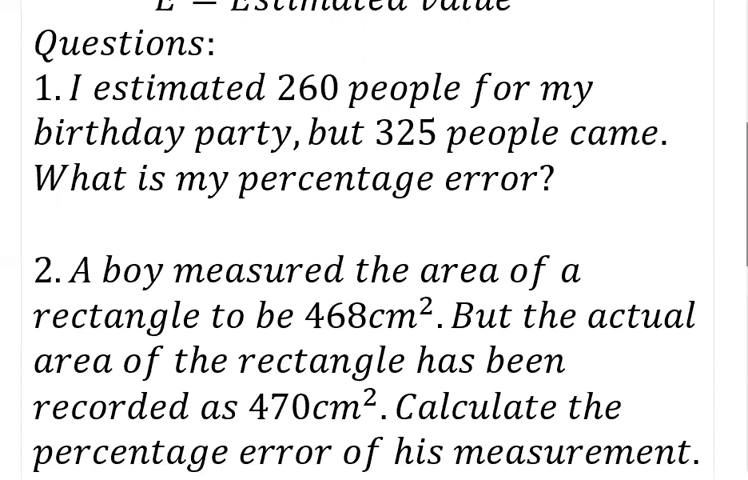 E = Estimated value
Questions:
1. I estimated 260 people for my
birthday party, but 325 people came.
What is my percentage error?
2. A boy measured the area of a
rectangle to be 468cm². But the actual
area of the rectangle has been
recorded as 470cm². Calculate the
percentage error of his measurement.